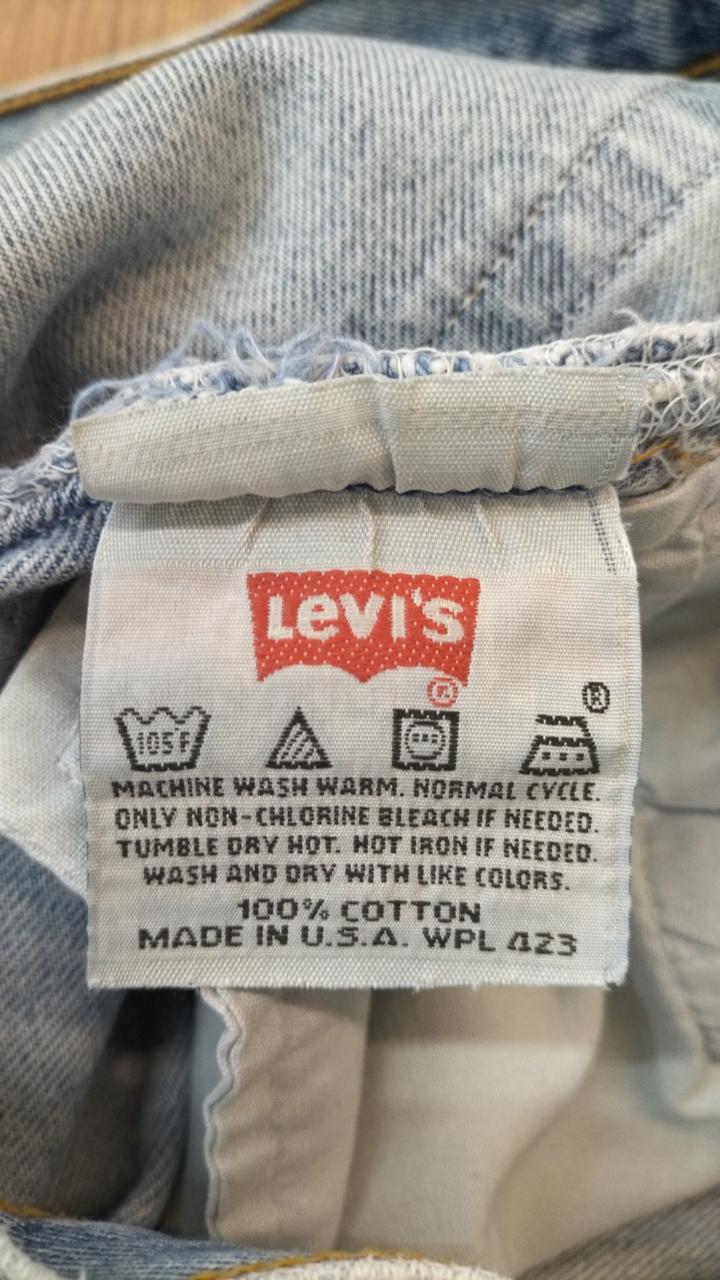 Levi's
®
®
105°F
MACHINE WASH WARM. NORMAL CYCLE.
ONLY NON-CHLORINE BLEACH IF NEEDED.
TUMBLE DRY HOT. HOT IRON IF NEEDED.
WASH AND DRY WITH LIKE COLORS.
100% COTTON
MADE IN U.S.A. WPL 423